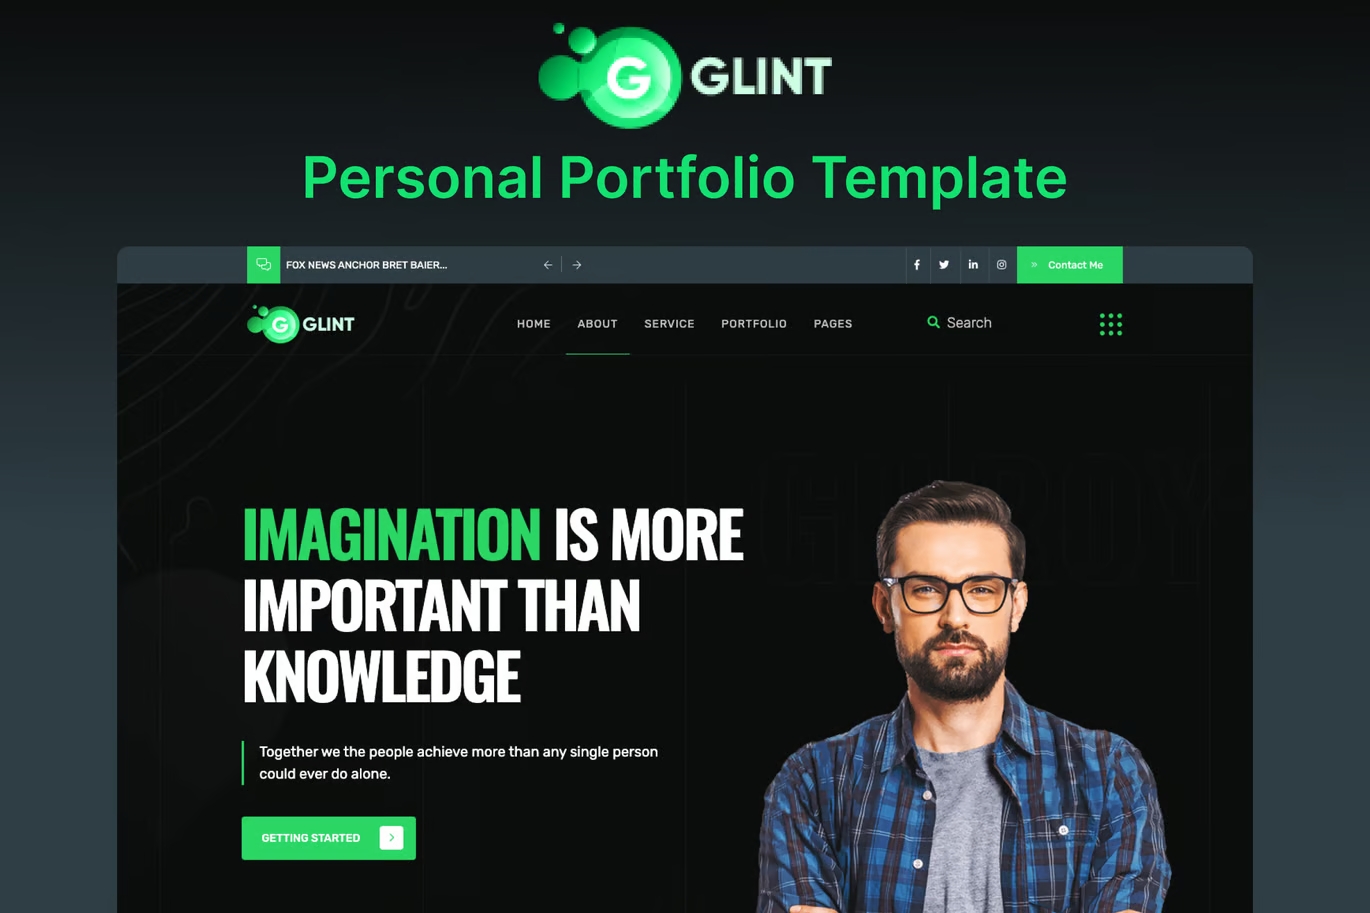 G GLINT
Personal Portfolio Template
FOX NEWS ANCHOR BRET BAIER...
Contact Me
G GLINT
HOME ABOUT SERVICE PORTFOLIO PAGES
Search
IMAGINATION IS MORE
IMPORTANT THAN
KNOWLEDGE
Together we the people achieve more than any single person
could ever do alone.
GETTING STARTED